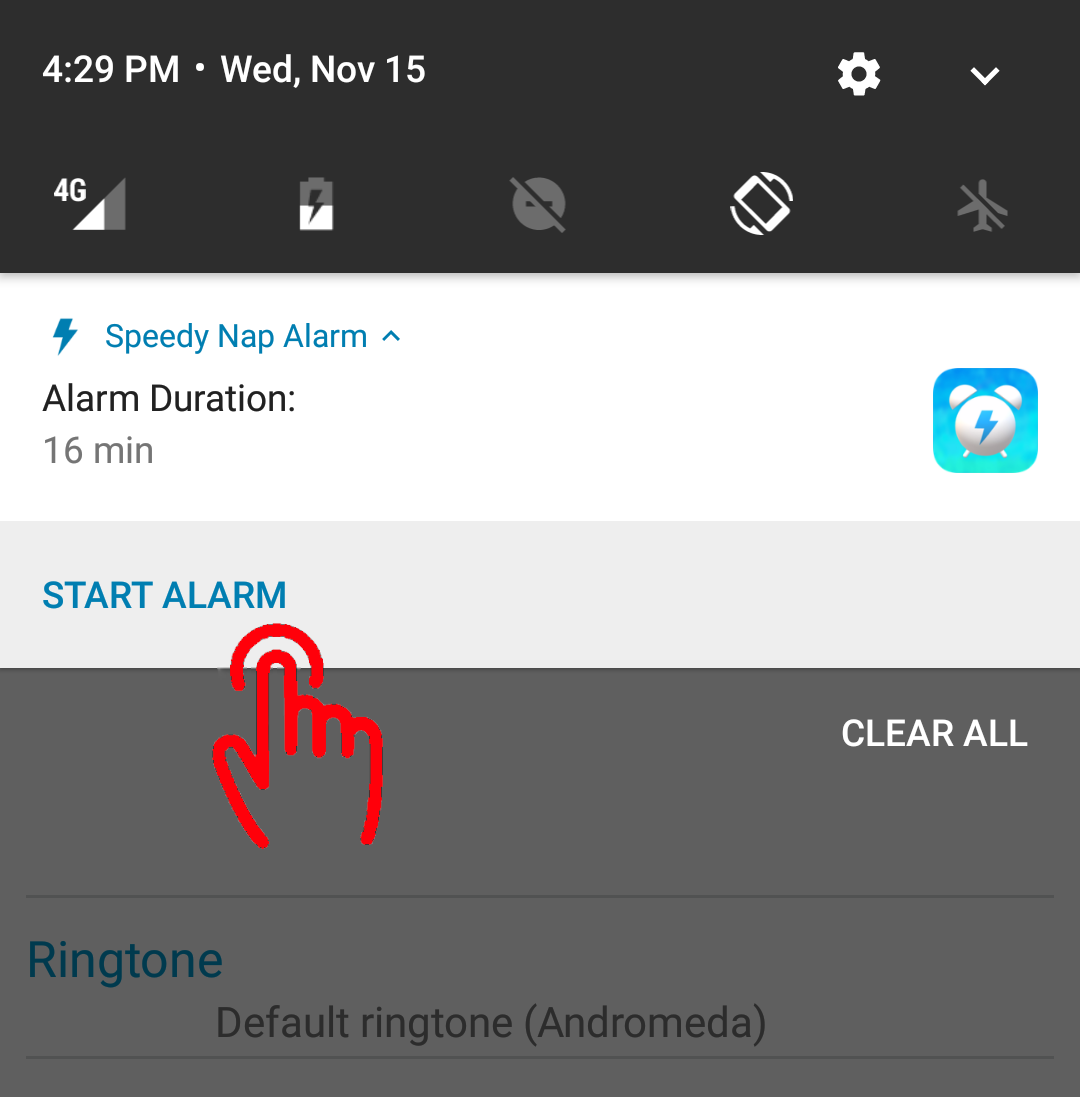 4:29 PM • Wed, Nov 15
4G
Speedy Nap Alarm
Alarm Duration:
16 min
START ALARM
CLEAR ALL
Ringtone
Default ringtone (Andromeda)